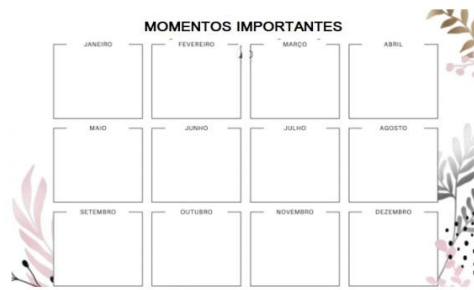 MOMENTOS IMPORTANTES
JANEIRO FEVEREIRO MARÇO ABRIL
MAIO JUNHO JULHO AGOSTO
SETEMBRO OUTUBRO NOVEMBRO DEZEMBRO